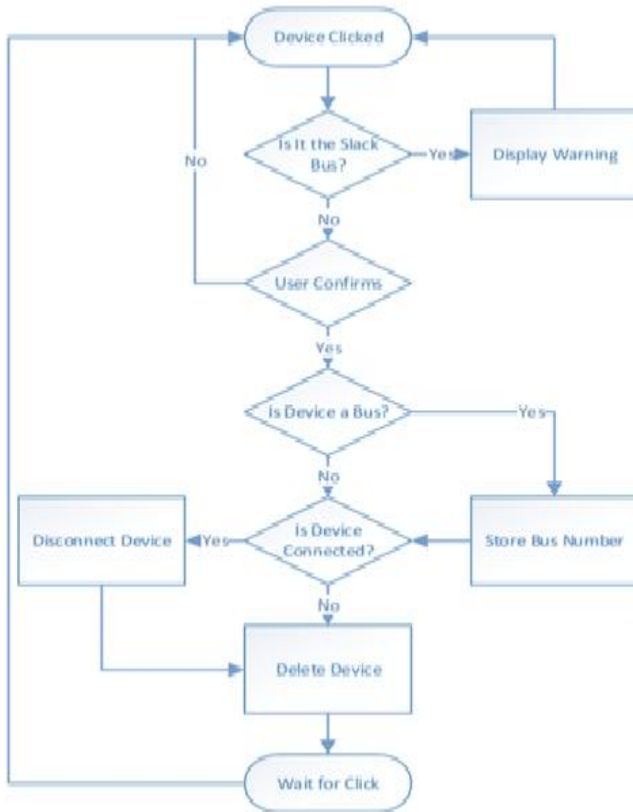 Device Clicked
Is It the Slack
Bus?
Yes
Display Warning
No
No
User Confirms
Yes
Is Device a Bus?
Yes
No
Disconnect Device
Yes
Is Device
Connected?
Store Bus Number
No
Delete Device
Wait for Click